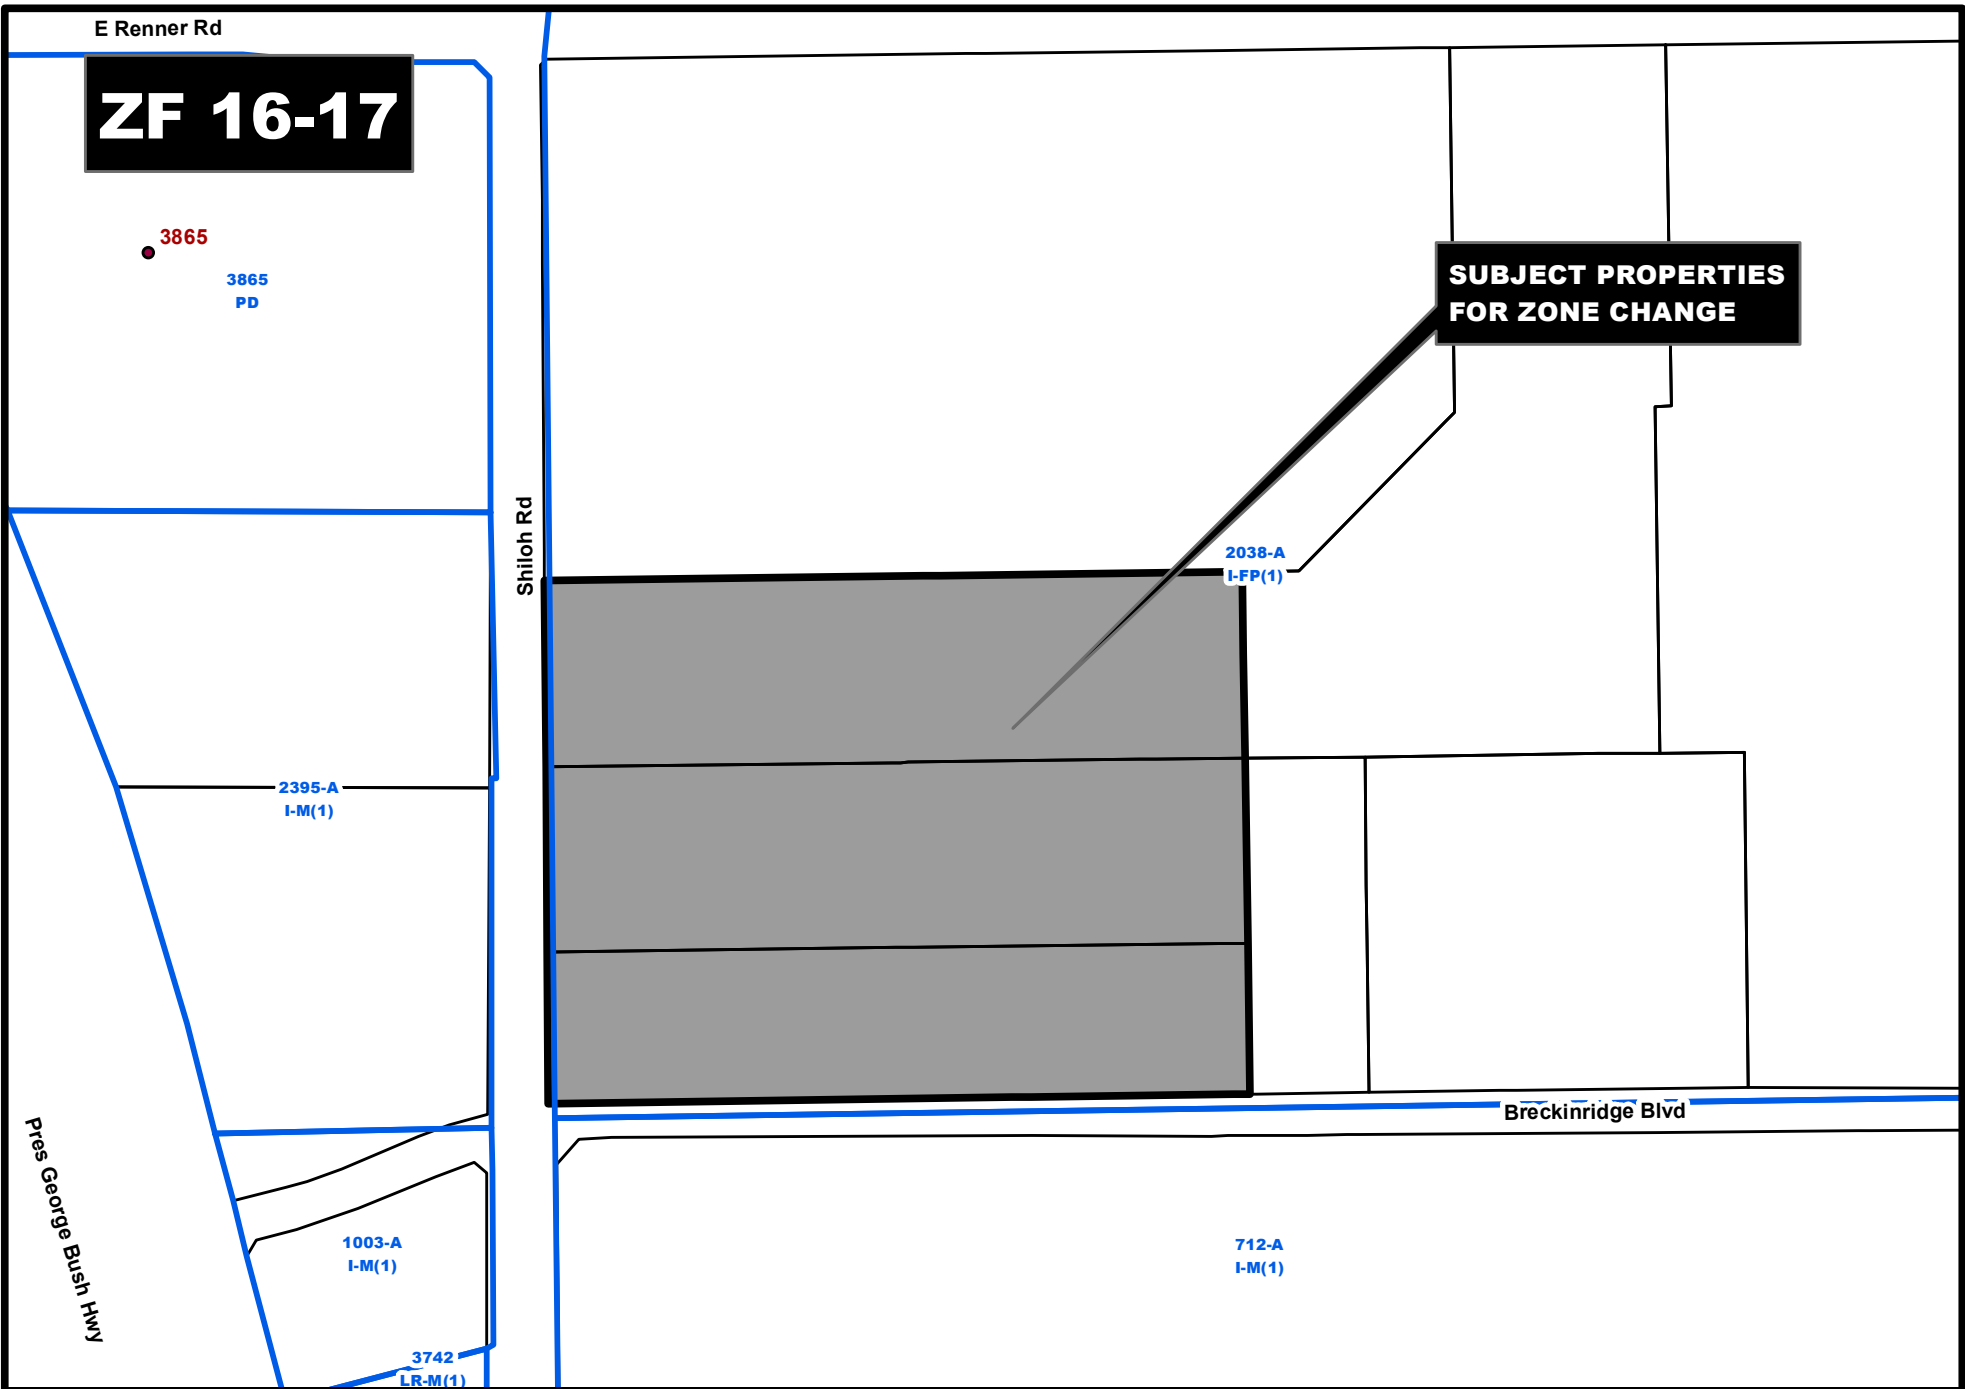 E Renner Rd
ZF 16-17
3865
3865
PD
SUBJECT PROPERTIES
FOR ZONE CHANGE
Shiloh Rd
2038-A
I-FP(1)
2395-A
I-M(1)
Breckinridge Blvd
Pres George Bush Hwy
1003-A
I-M(1)
712-A
I-M(1)
3742
LR-M(1)